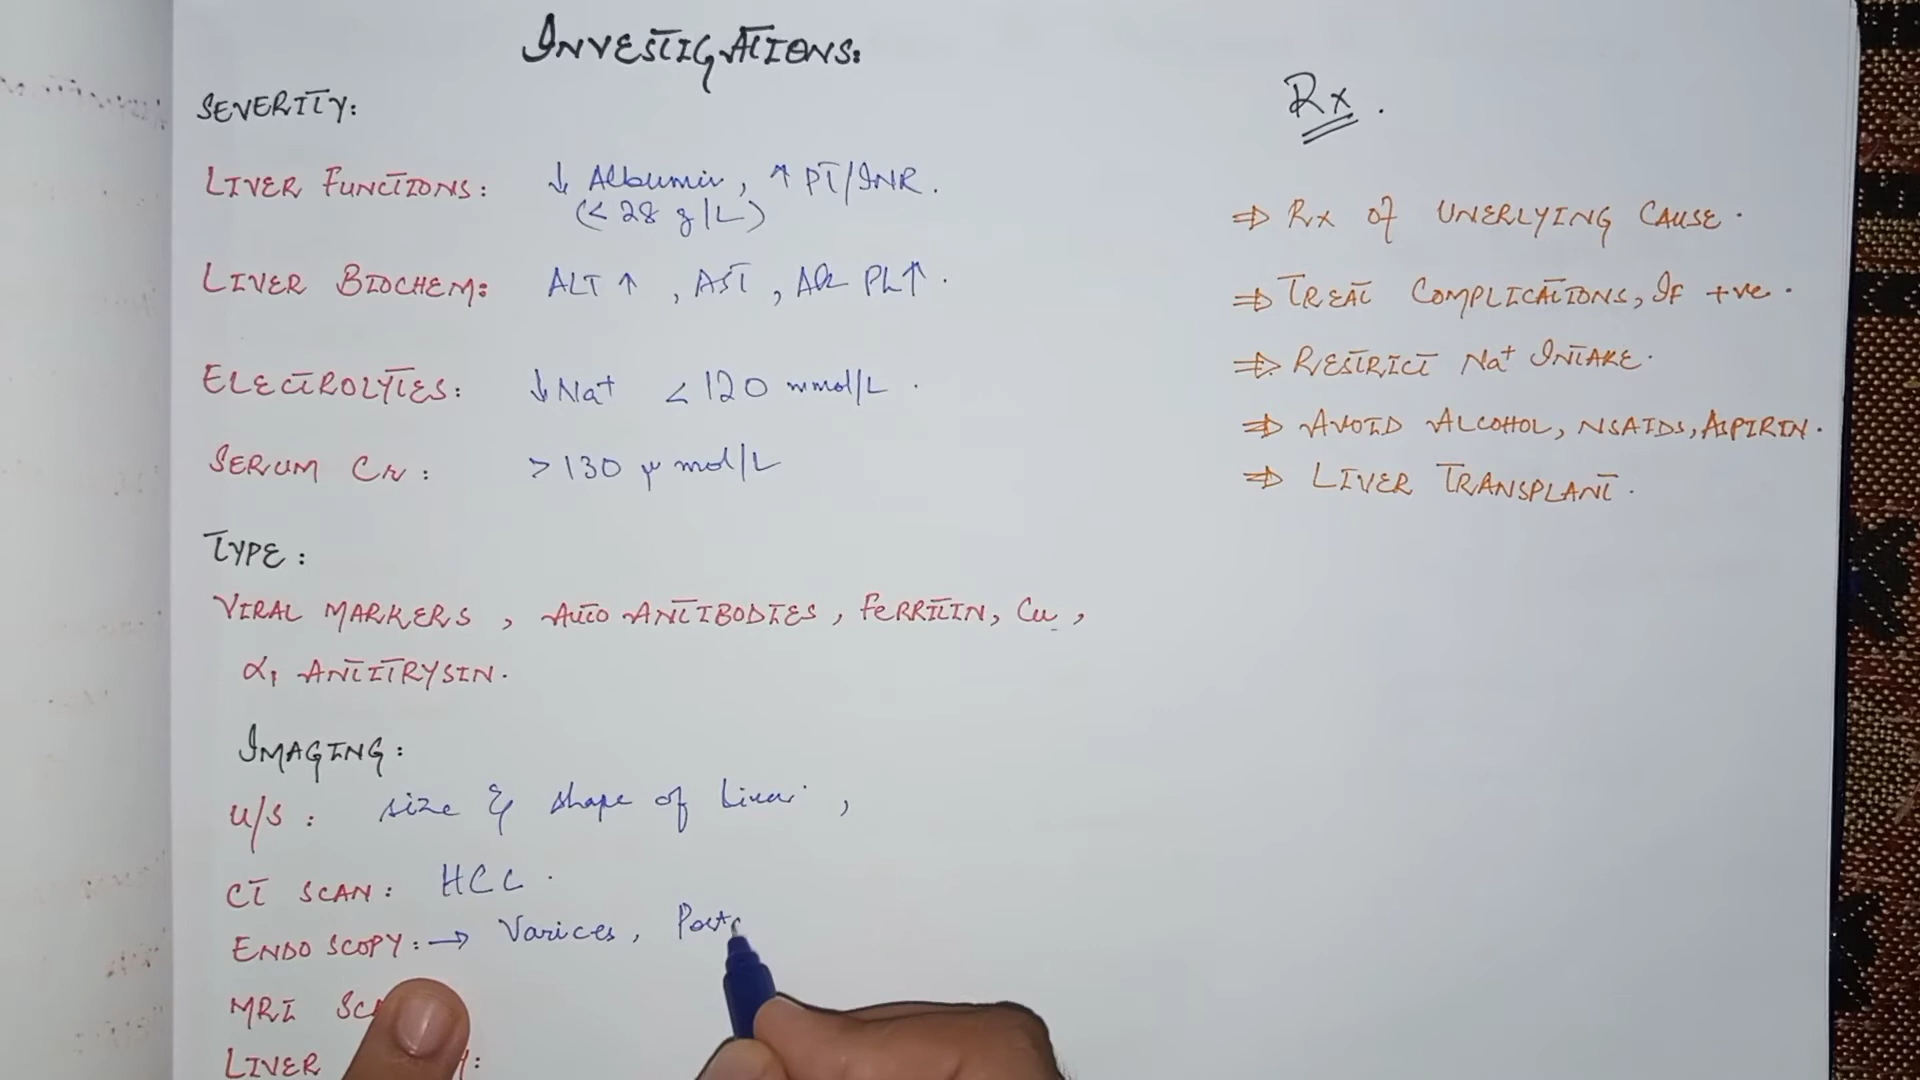 INVESTIGATIONS:
SEVERITY:
LIVER FUNCTIONS: ↓ Albumin, ↑ PT/INR.
(< 28 g/L)
LIVER BIOCHEM: ALT ↑, AST, Alk Ph ↑.
ELECTROLYTES: ↓ Na+ < 120 mmol/L.
SERUM Cr: > 130 μ mol/L
TYPE:
VIRAL MARKERS, AUTO ANTIBODIES, FERRITIN, Cu,
α1 ANTITRYSIN.
IMAGING:
U/S: size & shape of Liver,
CT SCAN: HCC.
ENDOSCOPY: → Varices, Port
MRI
LIVER
Rx.
⇒ Rx of UNERLYING CAUSE.
⇒ TREAT COMPLICATIONS, IF +ve.
⇒ RESTRICT Na+ INTAKE.
⇒ AVOID ALCOHOL, NSAIDS, ASPIRIN.
⇒ LIVER TRANSPLANT.